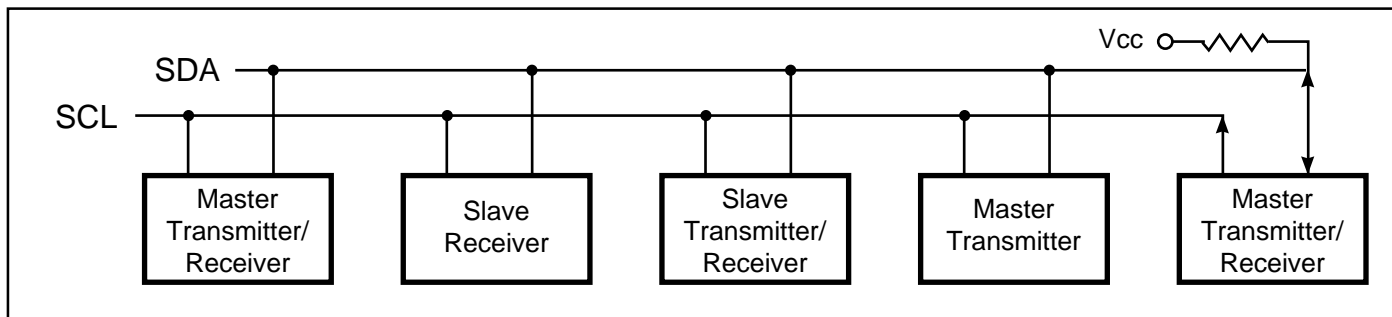 Vcc
SDA
SCL
Master
Transmitter/
Receiver
Slave
Receiver
Slave
Transmitter/
Receiver
Master
Transmitter
Master
Transmitter/
Receiver